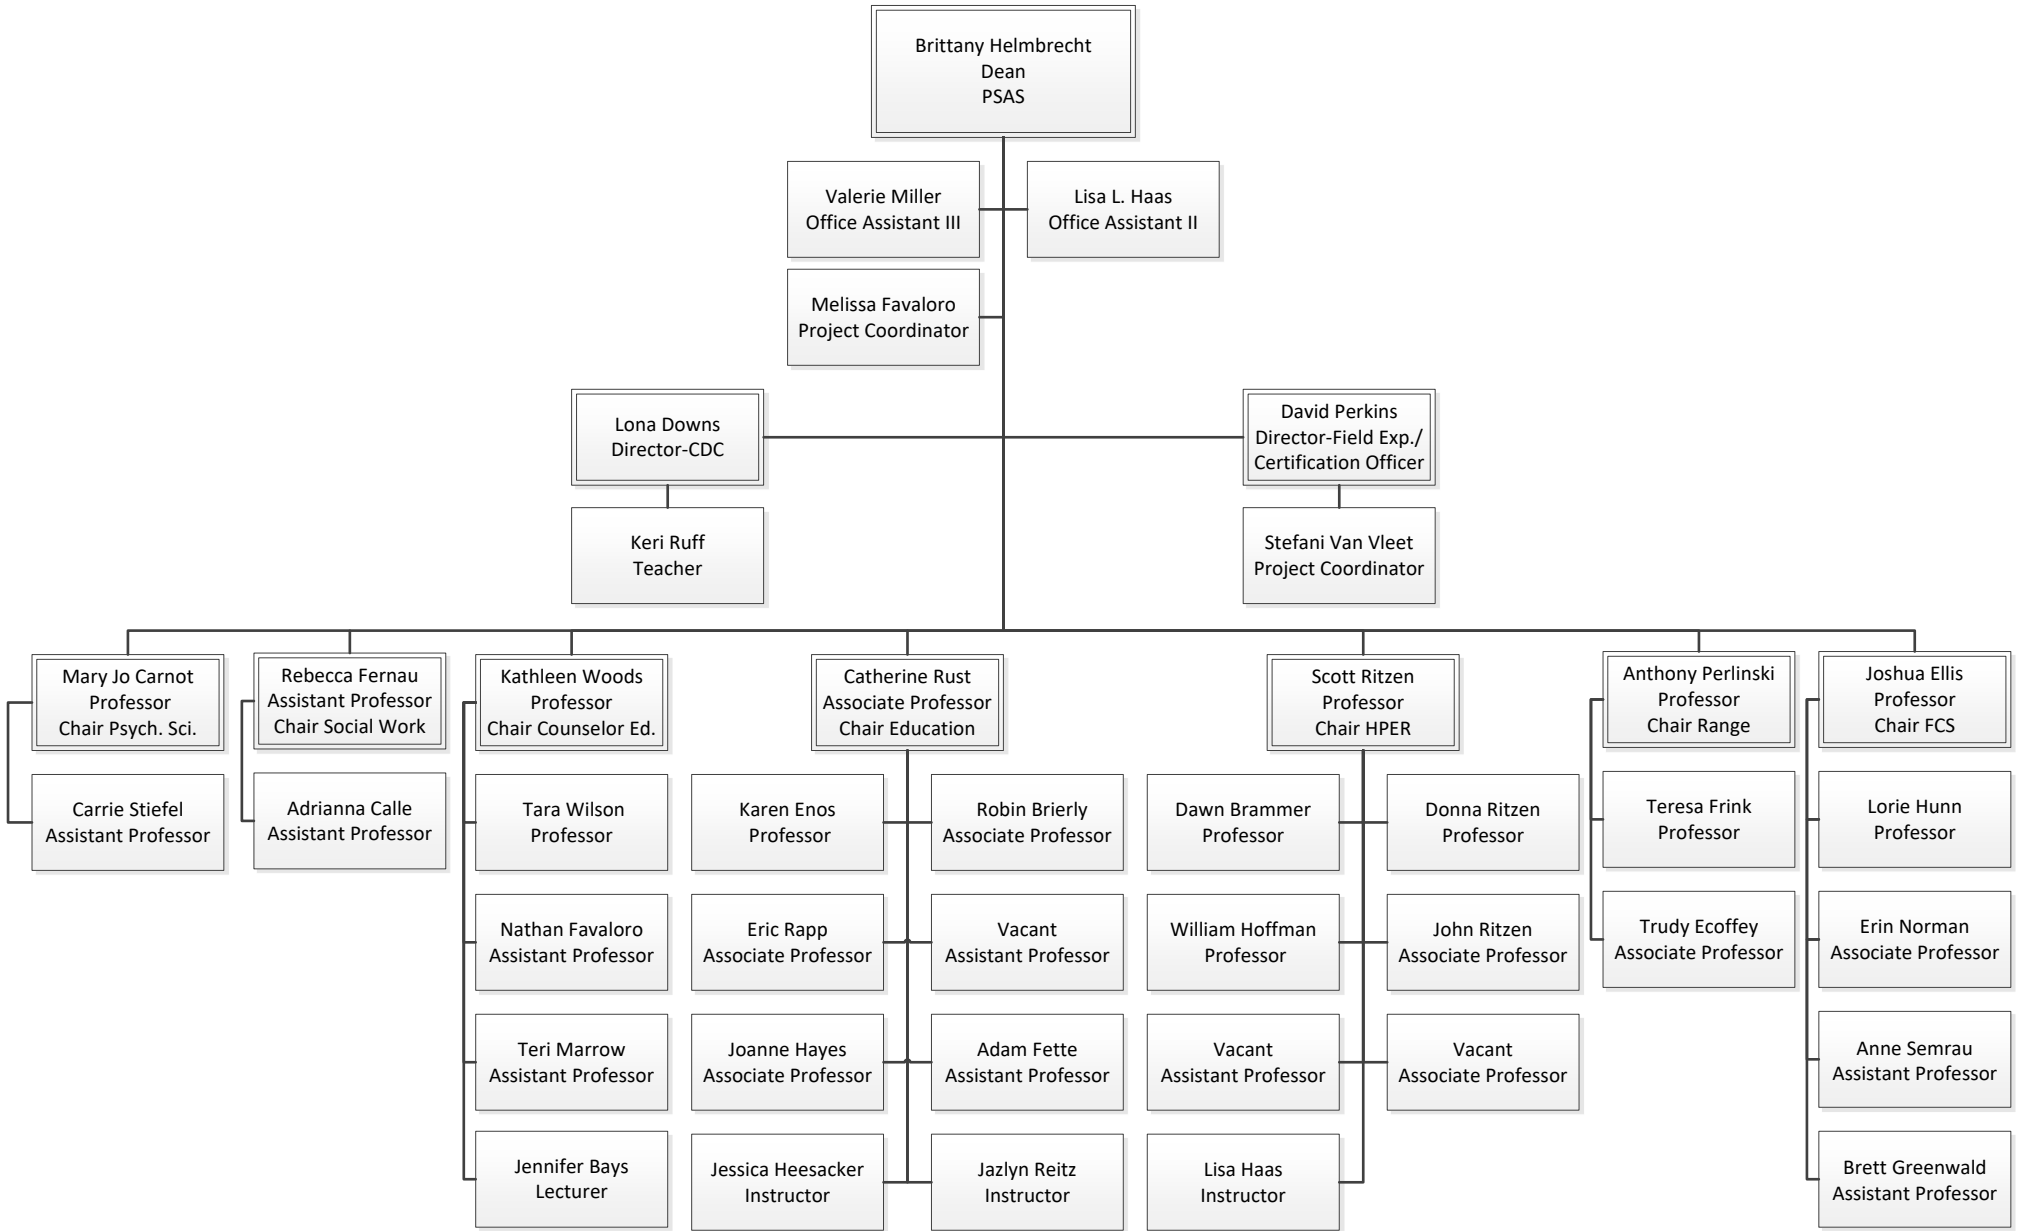 Brittany Helmbrecht
Dean
PSAS
Valerie Miller
Office Assistant III
Lisa L. Haas
Office Assistant II
Melissa Favaloro
Project Coordinator
Lona Downs
Director-CDC
David Perkins
Director-Field Exp./
Certification Officer
Keri Ruff
Teacher
Stefani Van Vleet
Project Coordinator
Mary Jo Carnot
Professor
Chair Psych. Sci.
Rebecca Fernau
Assistant Professor
Chair Social Work
Kathleen Woods
Professor
Chair Counselor Ed.
Catherine Rust
Associate Professor
Chair Education
Scott Ritzen
Professor
Chair HPER
Anthony Perlinski
Professor
Chair Range
Joshua Ellis
Professor
Chair FCS
Carrie Stiefel
Assistant Professor
Adrianna Calle
Assistant Professor
Tara Wilson
Professor
Karen Enos
Professor
Robin Brierly
Associate Professor
Dawn Brammer
Professor
Donna Ritzen
Professor
Teresa Frink
Professor
Lorie Hunn
Professor
Nathan Favaloro
Assistant Professor
Eric Rapp
Associate Professor
Vacant
Assistant Professor
William Hoffman
Professor
John Ritzen
Associate Professor
Trudy Ecoffey
Associate Professor
Erin Norman
Associate Professor
Teri Marrow
Assistant Professor
Joanne Hayes
Associate Professor
Adam Fette
Assistant Professor
Vacant
Assistant Professor
Vacant
Associate Professor
Anne Semrau
Assistant Professor
Jennifer Bays
Lecturer
Jessica Heesacker
Instructor
Jazlyn Reitz
Instructor
Lisa Haas
Instructor
Brett Greenwald
Assistant Professor